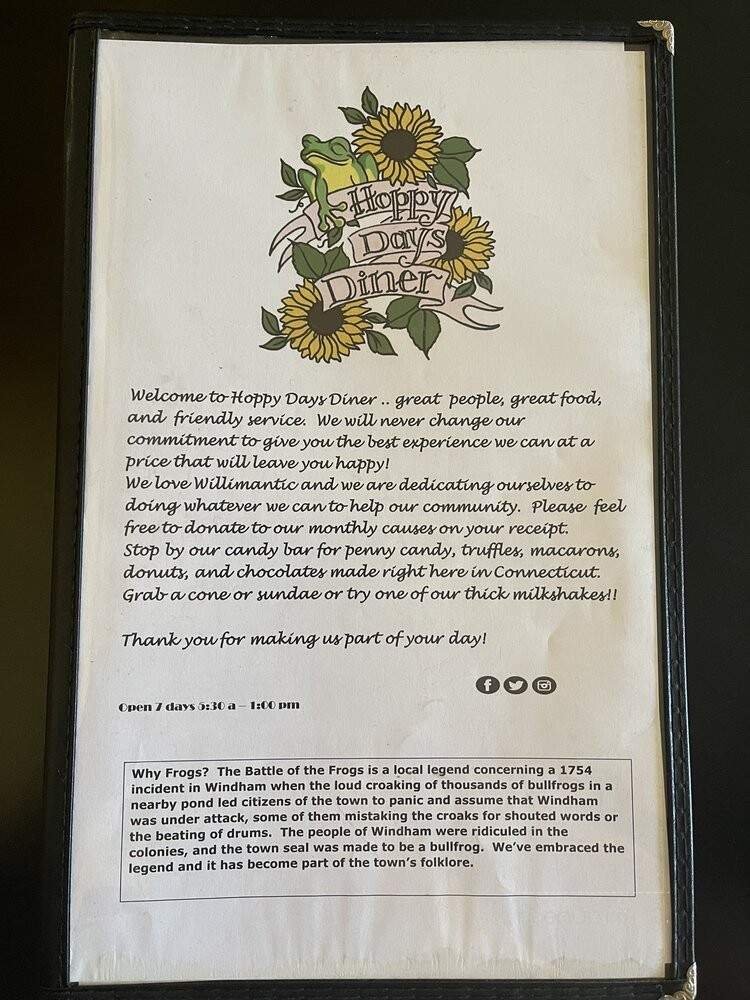 Hoppy
Days
Diner
Welcome to Hoppy Days Diner .. great people, great food,
and friendly service. We will never change our
commitment to give you the best experience we can at a
price that will leave you happy!
We love Willimantic and we are dedicating ourselves to
doing whatever we can to help our community. Please feel
free to donate to our monthly causes on your receipt.
Stop by our candy bar for penny candy, truffles, macarons,
donuts, and chocolates made right here in Connecticut.
Grab a cone or sundae or try one of our thick milkshakes!!
Thank you for making us part of your day!
Open 7 days 5:30 a – 1:00 pm
Why Frogs? The Battle of the Frogs is a local legend concerning a 1754
incident in Windham when the loud croaking of thousands of bullfrogs in a
nearby pond led citizens of the town to panic and assume that Windham
was under attack, some of them mistaking the croaks for shouted words or
the beating of drums. The people of Windham were ridiculed in the
colonies, and the town seal was made to be a bullfrog. We've embraced the
legend and it has become part of the town's folklore.